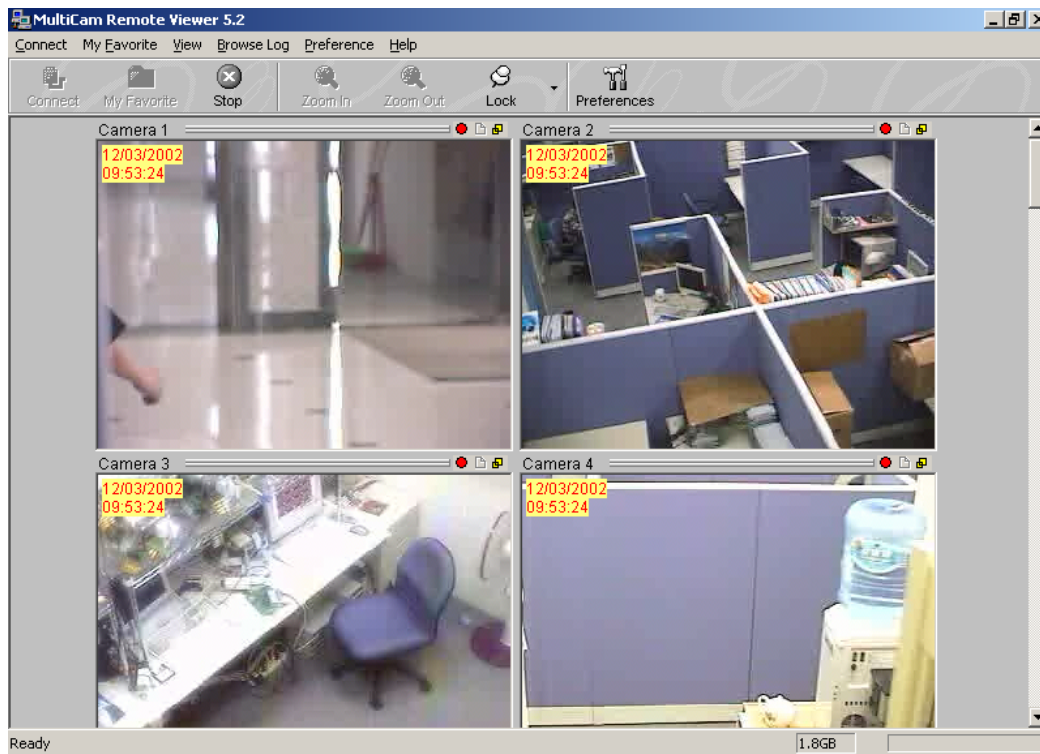 MultiCam Remote Viewer 5.2
Connect My Favorite View Browse Log Preference Help
Connect My Favorite Stop Zoom In Zoom Out Lock Preferences
Camera 1 Camera 2
12/03/2002 12/03/2002
09:53:24 09:53:24
Camera 3 Camera 4
12/03/2002 12/03/2002
09:53:24 09:53:24
Ready 1.8GB